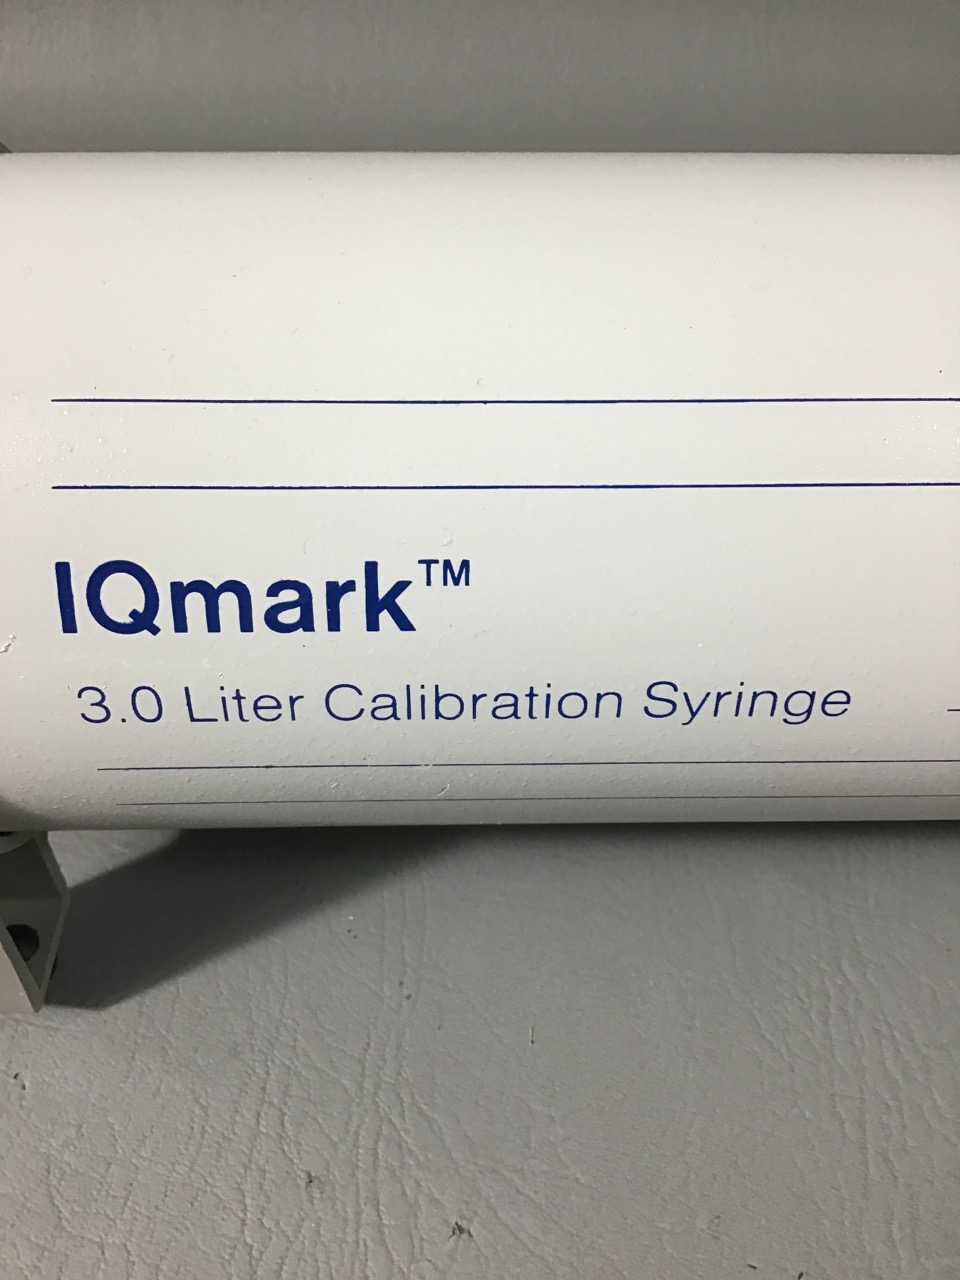 IQmark™
3.0 Liter Calibration Syringe